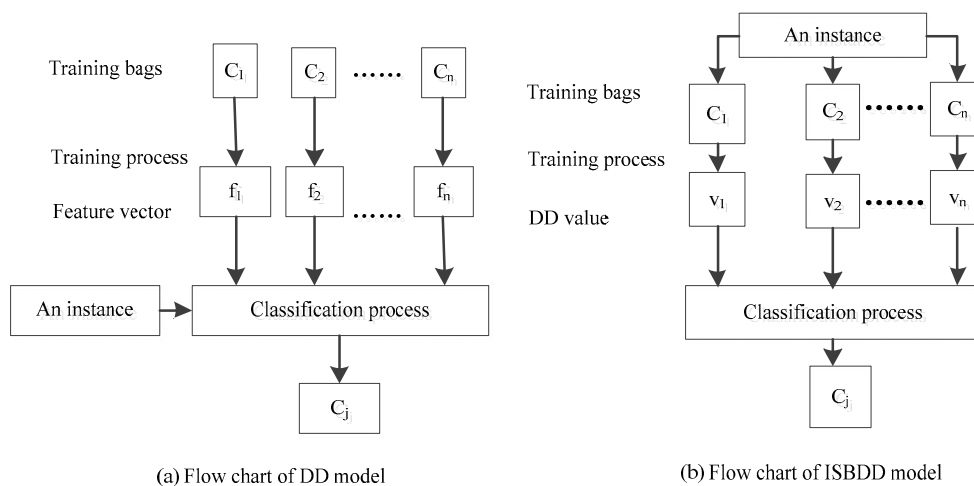 Training bags
C1
C2
......
Cn
Training process
f1
f2
fn
Feature vector
......
An instance
Classification process
Cj
(a) Flow chart of DD model
An instance
Training bags
C1
C2
......
Cn
Training process
v1
v2
......
vn
DD value
Classification process
Cj
(b) Flow chart of ISBDD model